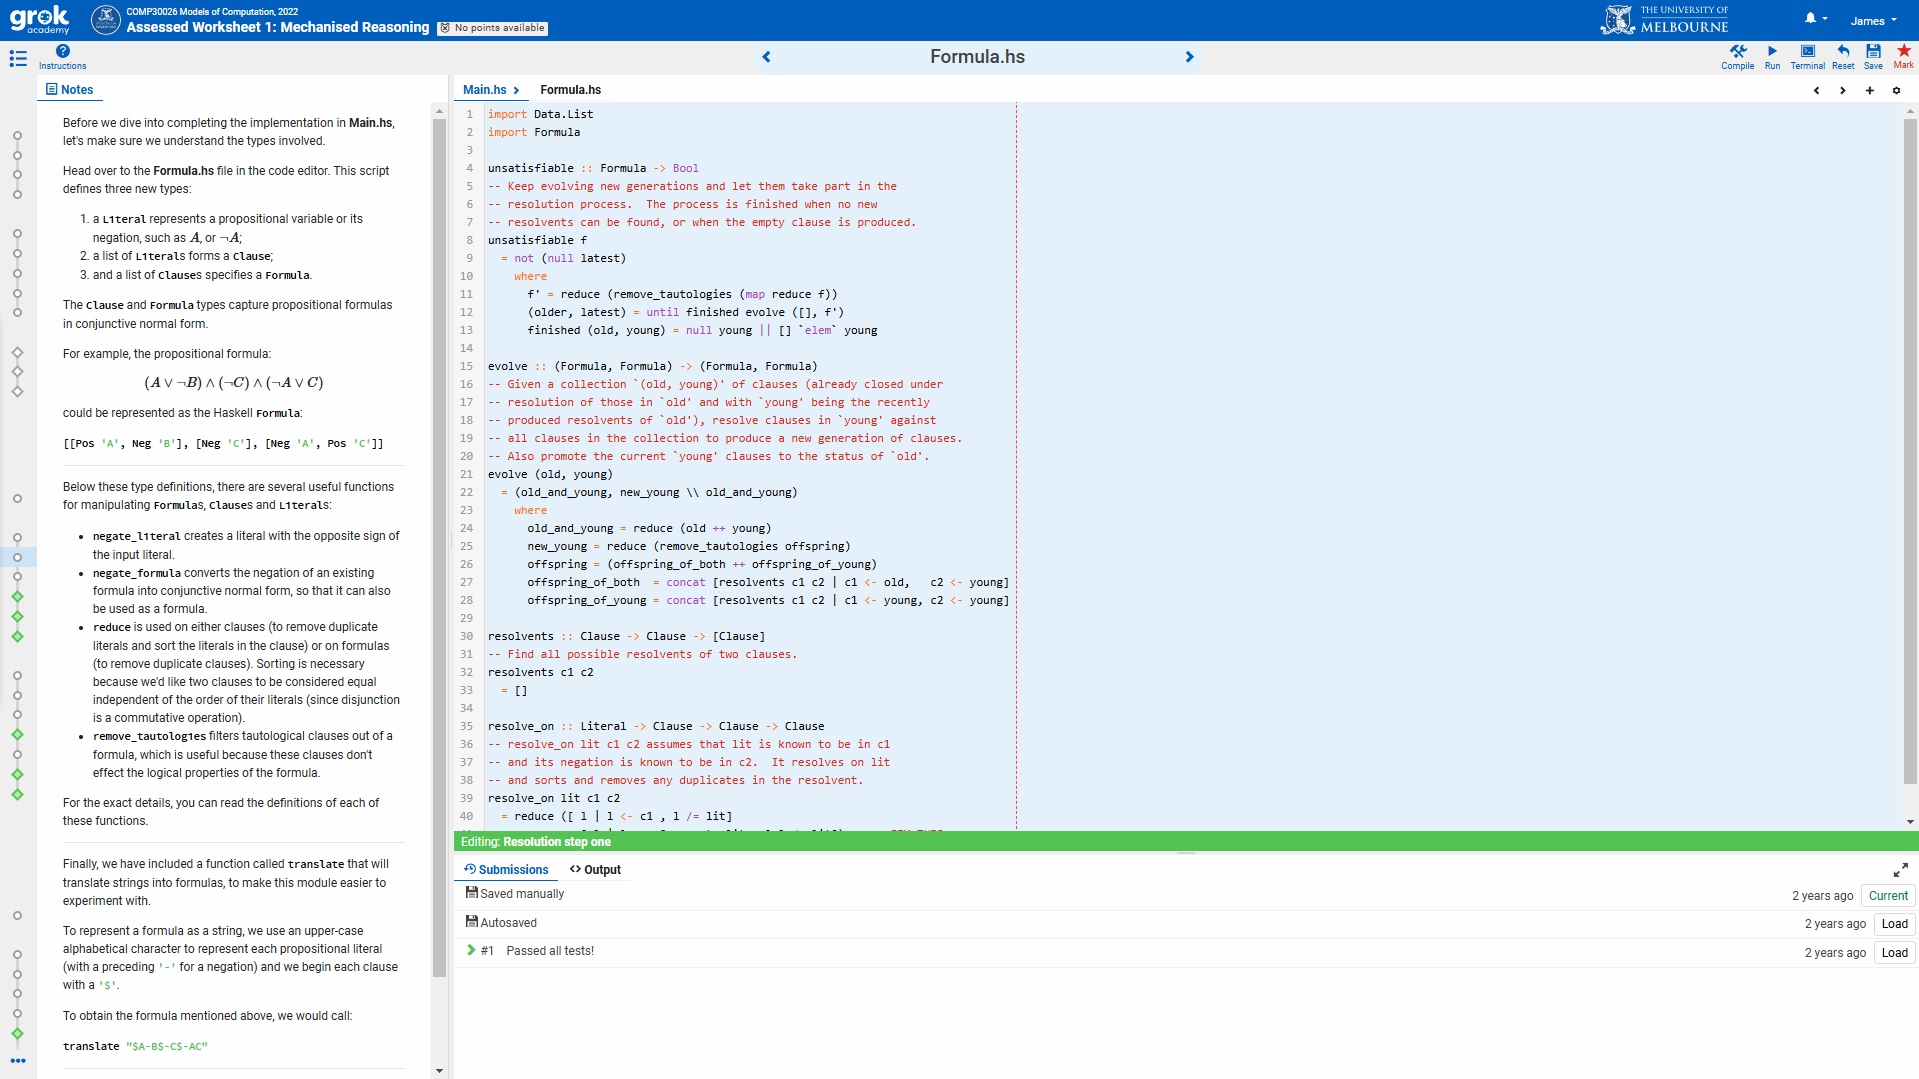 grok
academy
COMP30026 Models of Computation, 2022
Assessed Worksheet 1: Mechanised Reasoning
No points available
THE UNIVERSITY OF
MELBOURNE
James
Instructions
Formula.hs
Compile
Run
Terminal
Reset
Save
Mark
Notes
Before we dive into completing the implementation in Main.hs,
let's make sure we understand the types involved.
Head over to the Formula.hs file in the code editor. This script
defines three new types:
1. a Literal represents a propositional variable or its
negation, such as A, or ¬A;
2. a list of Literals forms a Clause;
3. and a list of Clauses specifies a Formula.
The Clause and Formula types capture propositional formulas
in conjunctive normal form.
For example, the propositional formula:
(A ∨ ¬B) ∧ (¬C) ∧ (¬A ∨ C)
could be represented as the Haskell Formula:
[[Pos 'A', Neg 'B'], [Neg 'C'], [Neg 'A', Pos 'C']]
Below these type definitions, there are several useful functions
for manipulating Formulas, Clauses and Literals:
• negate_literal creates a literal with the opposite sign of
the input literal.
• negate_formula converts the negation of an existing
formula into conjunctive normal form, so that it can also
be used as a formula.
• reduce is used on either clauses (to remove duplicate
literals and sort the literals in the clause) or on formulas
(to remove duplicate clauses). Sorting is necessary
because we'd like two clauses to be considered equal
independent of the order of their literals (since disjunction
is a commutative operation).
• remove_tautologies filters tautological clauses out of a
formula, which is useful because these clauses don't
effect the logical properties of the formula.
For the exact details, you can read the definitions of each of
these functions.
Finally, we have included a function called translate that will
translate strings into formulas, to make this module easier to
experiment with.
To represent a formula as a string, we use an upper-case
alphabetical character to represent each propositional literal
(with a preceding '-' for a negation) and we begin each clause
with a '$'.
To obtain the formula mentioned above, we would call:
translate "$A-B$-C$-AC"
Main.hs
Formula.hs
1 import Data.List
2 import Formula
3
4 unsatisfiable :: Formula -> Bool
5 -- Keep evolving new generations and let them take part in the
6 -- resolution process.  The process is finished when no new
7 -- resolvents can be found, or when the empty clause is produced.
8 unsatisfiable f
9   = not (null latest)
10     where
11       f' = reduce (remove_tautologies (map reduce f))
12       (older, latest) = until finished evolve ([], f')
13       finished (old, young) = null young || [] `elem` young
14
15 evolve :: (Formula, Formula) -> (Formula, Formula)
16 -- Given a collection `(old, young)' of clauses (already closed under
17 -- resolution of those in `old' and with `young' being the recently
18 -- produced resolvents of `old'), resolve clauses in `young' against
19 -- all clauses in the collection to produce a new generation of clauses.
20 -- Also promote the current `young' clauses to the status of `old'.
21 evolve (old, young)
22   = (old_and_young, new_young \\ old_and_young)
23     where
24       old_and_young = reduce (old ++ young)
25       new_young = reduce (remove_tautologies offspring)
26       offspring = (offspring_of_both ++ offspring_of_young)
27       offspring_of_both  = concat [resolvents c1 c2 | c1 <- old,   c2 <- young]
28       offspring_of_young = concat [resolvents c1 c2 | c1 <- young, c2 <- young]
29
30 resolvents :: Clause -> Clause -> [Clause]
31 -- Find all possible resolvents of two clauses.
32 resolvents c1 c2
33   = []
34
35 resolve_on :: Literal -> Clause -> Clause -> Clause
36 -- resolve_on lit c1 c2 assumes that lit is known to be in c1
37 -- and its negation is known to be in c2.  It resolves on lit
38 -- and sorts and removes any duplicates in the resolvent.
39 resolve_on lit c1 c2
40   = reduce ([ l | l <- c1 , l /= lit]
Editing: Resolution step one
Submissions
Output
Saved manually
2 years ago
Current
Autosaved
2 years ago
Load
#1 Passed all tests!
2 years ago
Load